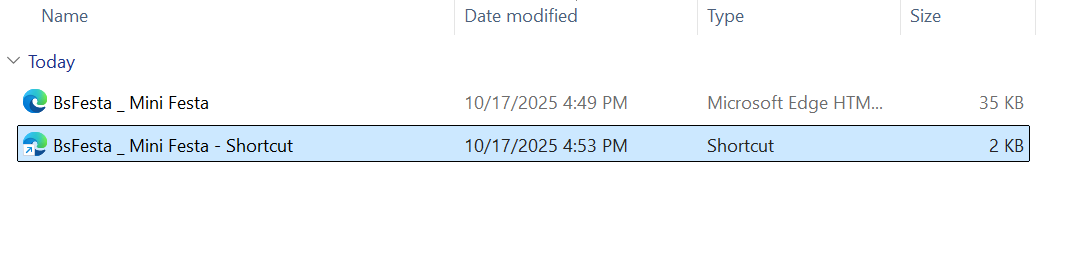 Name Date modified Type Size
Today
BsFesta _ Mini Festa 10/17/2025 4:49 PM Microsoft Edge HTM... 35 KB
BsFesta _ Mini Festa - Shortcut 10/17/2025 4:53 PM Shortcut 2 KB